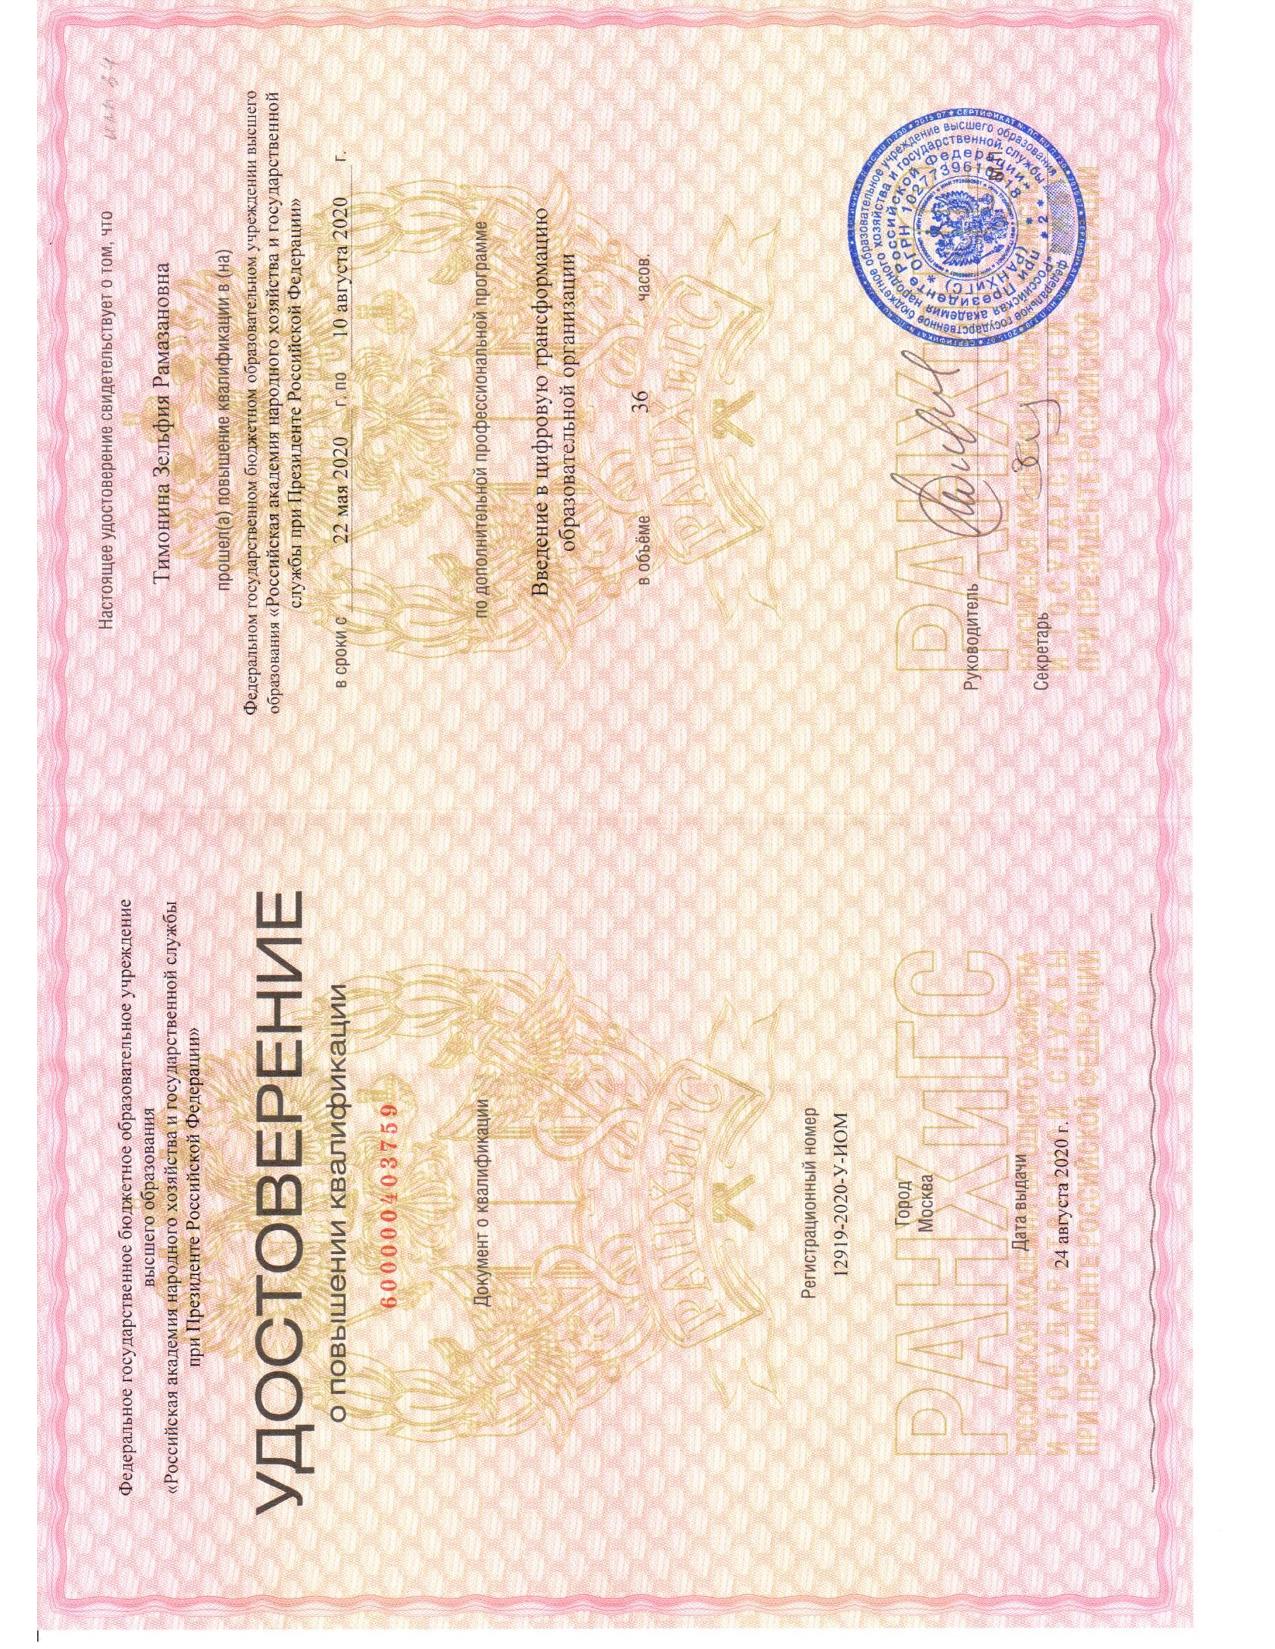 Федеральное государственное бюджетное образовательное учреждение
высшего образования
«Российская академия народного хозяйства и государственной службы
при Президенте Российской Федерации»
УДОСТОВЕРЕНИЕ
о повышении квалификации
600000403759
Документ о квалификации
РАНХиГС
Регистрационный номер
12919-2020-У-ИОМ
РАНХиГС
Город
Москва
РОССИЙСКАЯ АКАДЕМИЯ НАРОДНОГО ХОЗЯЙСТВА
И ГОСУДАРСТВЕННОЙ СЛУЖБЫ
ПРИ ПРЕЗИДЕНТЕ РОССИЙСКОЙ ФЕДЕРАЦИИ
Дата выдачи
24 августа 2020 г.
Настоящее удостоверение свидетельствует о том, что
Тимонина Зельфия Рамазановна
прошел(а) повышение квалификации в (на)
Федеральном государственном бюджетном образовательном учреждении высшего
образования «Российская академия народного хозяйства и государственной
службы при Президенте Российской Федерации»
в сроки с 22 мая 2020 г. по 10 августа 2020 г.
по дополнительной профессиональной программе
Введение в цифровую трансформацию
образовательной организации
в объёме 36 часов.
РАНХиГС
РАНХиГС
Руководитель
М.П.
Секретарь
РОССИЙСКАЯ АКАДЕМИЯ НАРОДНОГО ХОЗЯЙСТВА
И ГОСУДАРСТВЕННОЙ СЛУЖБЫ
ПРИ ПРЕЗИДЕНТЕ РОССИЙСКОЙ ФЕДЕРАЦИИ
Федеральное государственное бюджетное образовательное учреждение высшего образования
«Российская академия народного хозяйства и государственной службы
при Президенте Российской Федерации»
(РАНХиГС) * ОГРН 1027739610018
* 2 *